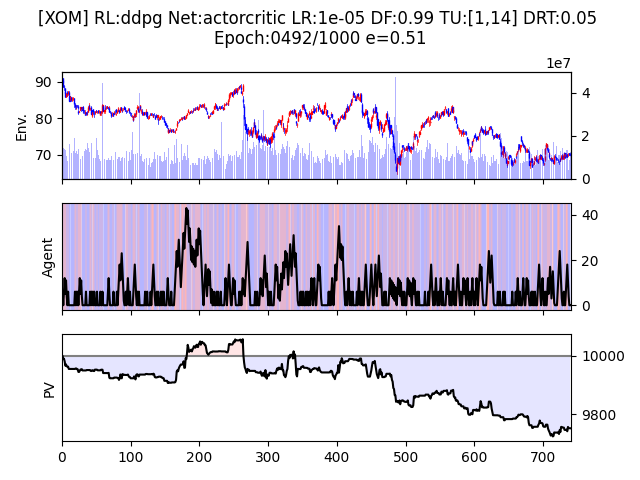 [XOM] RL:ddpg Net:actorcritic LR:1e-05 DF:0.99 TU:[1,14] DRT:0.05
Epoch:0492/1000 e=0.51
1e7
90
80
70
Env.
4
2
0
Agent
40
20
0
PV
10000
9800
0 100 200 300 400 500 600 700